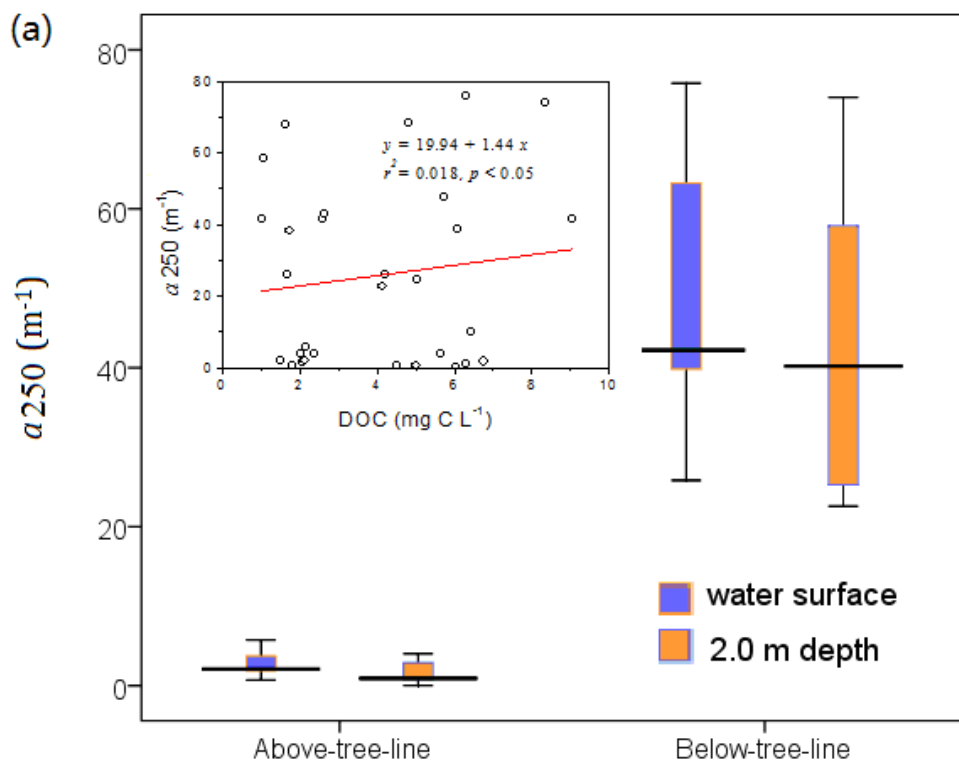 (a)
80
60
40
20
0
a250 (m-1)
80
60
40
20
0
a 250 (m-1)
y = 19.94 + 1.44 x
r2 = 0.018, p < 0.05
0 2 4 6 8 10
DOC (mg C L-1)
water surface
2.0 m depth
Above-tree-line Below-tree-line